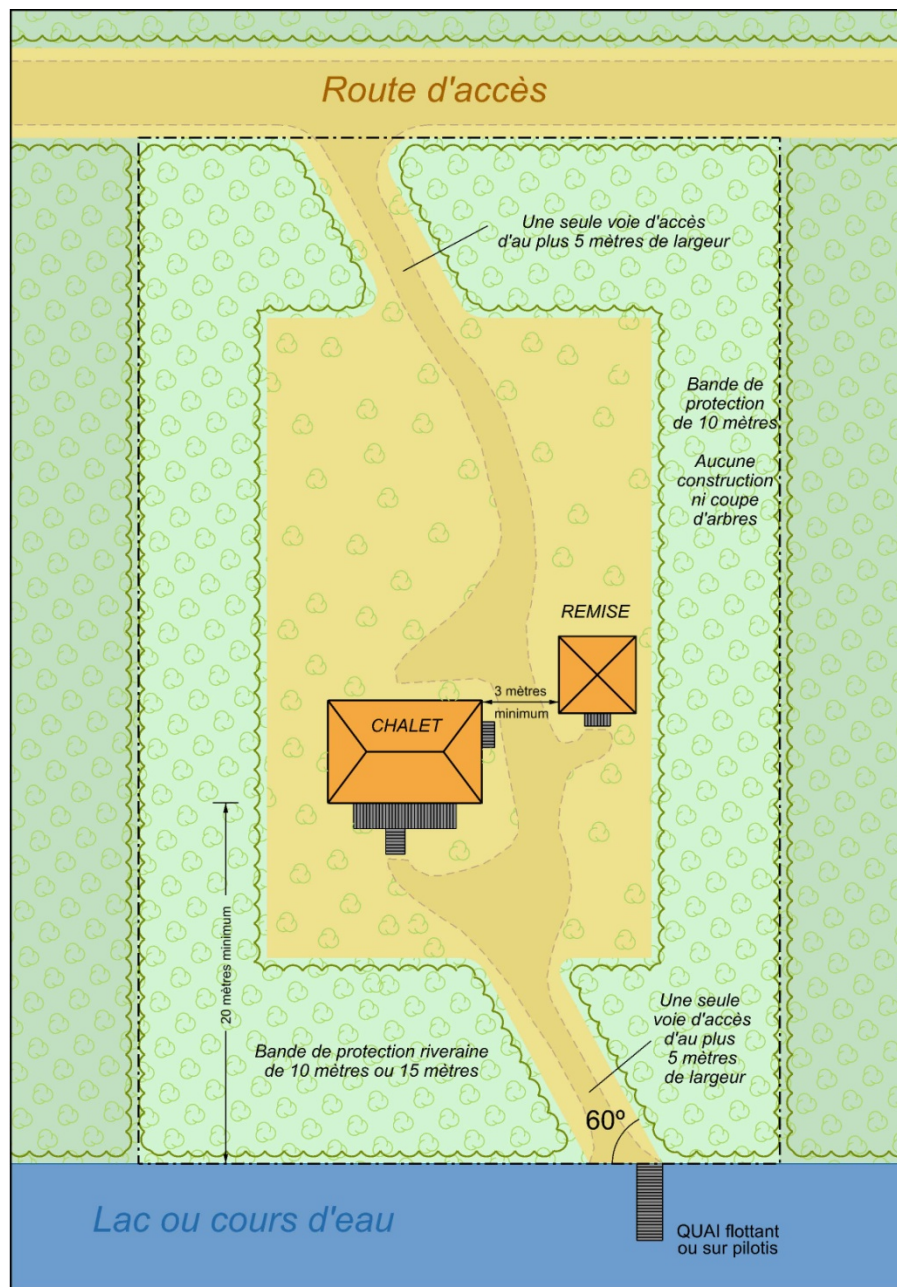 Route d'accès
Une seule voie d'accès
d'au plus 5 mètres de largeur
Bande de
protection
de 10 mètres
Aucune
construction
ni coupe
d'arbres
REMISE
3 mètres
minimum
CHALET
20 mètres minimum
Une seule
voie d'accès
d'au plus
5 mètres
de largeur
Bande de protection riveraine
de 10 mètres ou 15 mètres
60º
Lac ou cours d'eau
QUAI flottant
ou sur pilotis